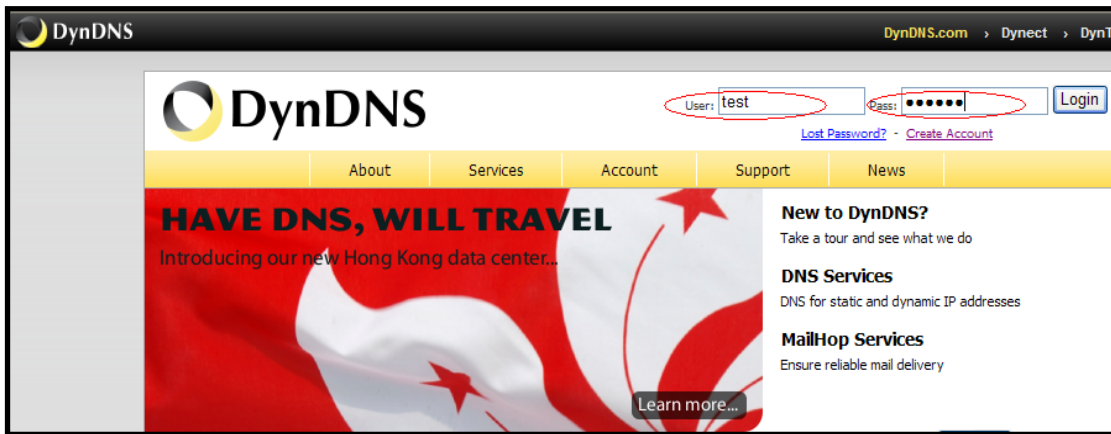 DynDNS
DynDNS.com › Dynect ›
DynDNS
User: test Pass: ●●●●●● Login
Lost Password? - Create Account
About Services Account Support News
HAVE DNS, WILL TRAVEL
Introducing our new Hong Kong data center...
Learn more...
New to DynDNS?
Take a tour and see what we do
DNS Services
DNS for static and dynamic IP addresses
MailHop Services
Ensure reliable mail delivery